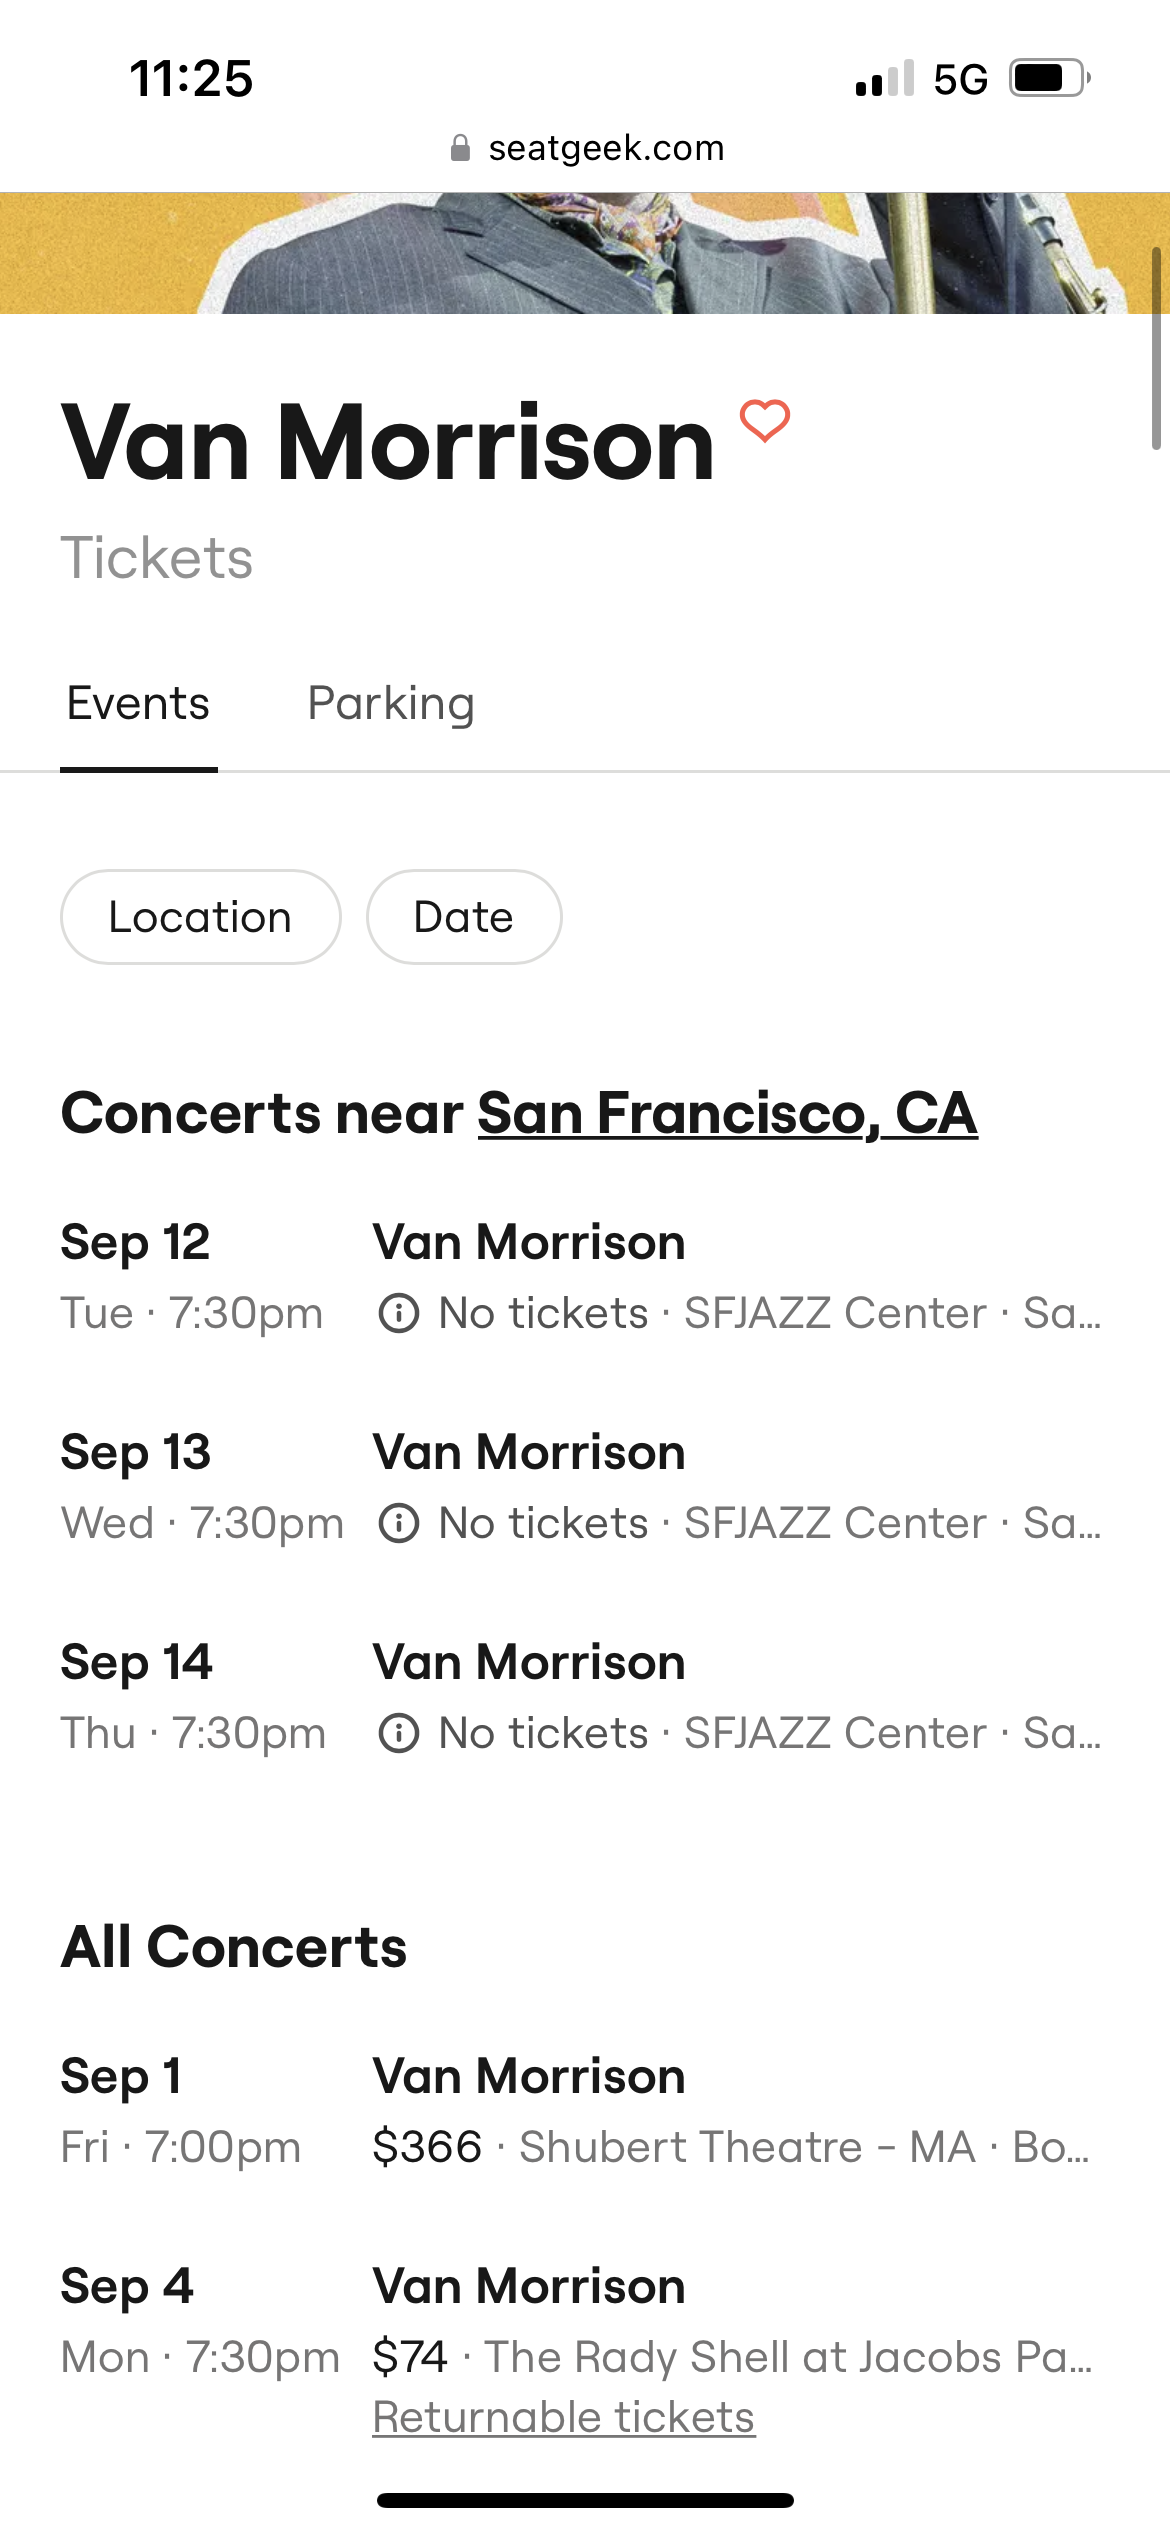 11:25
5G
seatgeek.com
Van Morrison
Tickets
Events Parking
Location Date
Concerts near San Francisco, CA
Sep 12 Van Morrison
Tue · 7:30pm No tickets · SFJAZZ Center · Sa...
Sep 13 Van Morrison
Wed · 7:30pm No tickets · SFJAZZ Center · Sa...
Sep 14 Van Morrison
Thu · 7:30pm No tickets · SFJAZZ Center · Sa...
All Concerts
Sep 1 Van Morrison
Fri · 7:00pm $366 · Shubert Theatre - MA · Bo...
Sep 4 Van Morrison
Mon · 7:30pm $74 · The Rady Shell at Jacobs Pa...
Returnable tickets